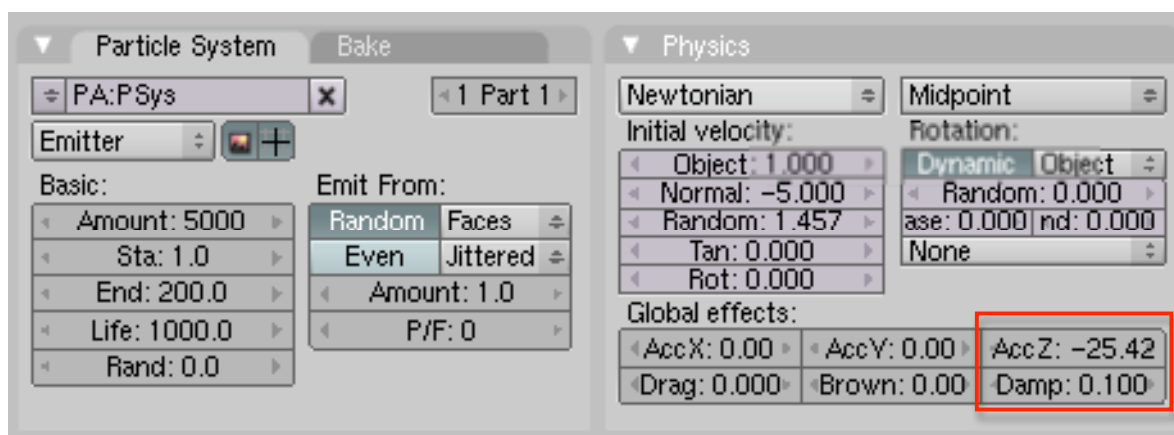 Particle System
Bake
PA:PSys
1 Part 1
Emitter
Basic:
Amount: 5000
Sta: 1.0
End: 200.0
Life: 1000.0
Rand: 0.0
Emit From:
Random Faces
Even Jittered
Amount: 1.0
P/F: 0
Physics
Newtonian
Midpoint
Initial velocity:
Object: 1.000
Normal: -5.000
Random: 1.457
Tan: 0.000
Rot: 0.000
Rotation:
Dynamic Object
Random: 0.000
ase: 0.000 nd: 0.000
None
Global effects:
AccX: 0.00 AccY: 0.00 AccZ: -25.42
Drag: 0.000 Brown: 0.00 Damp: 0.100